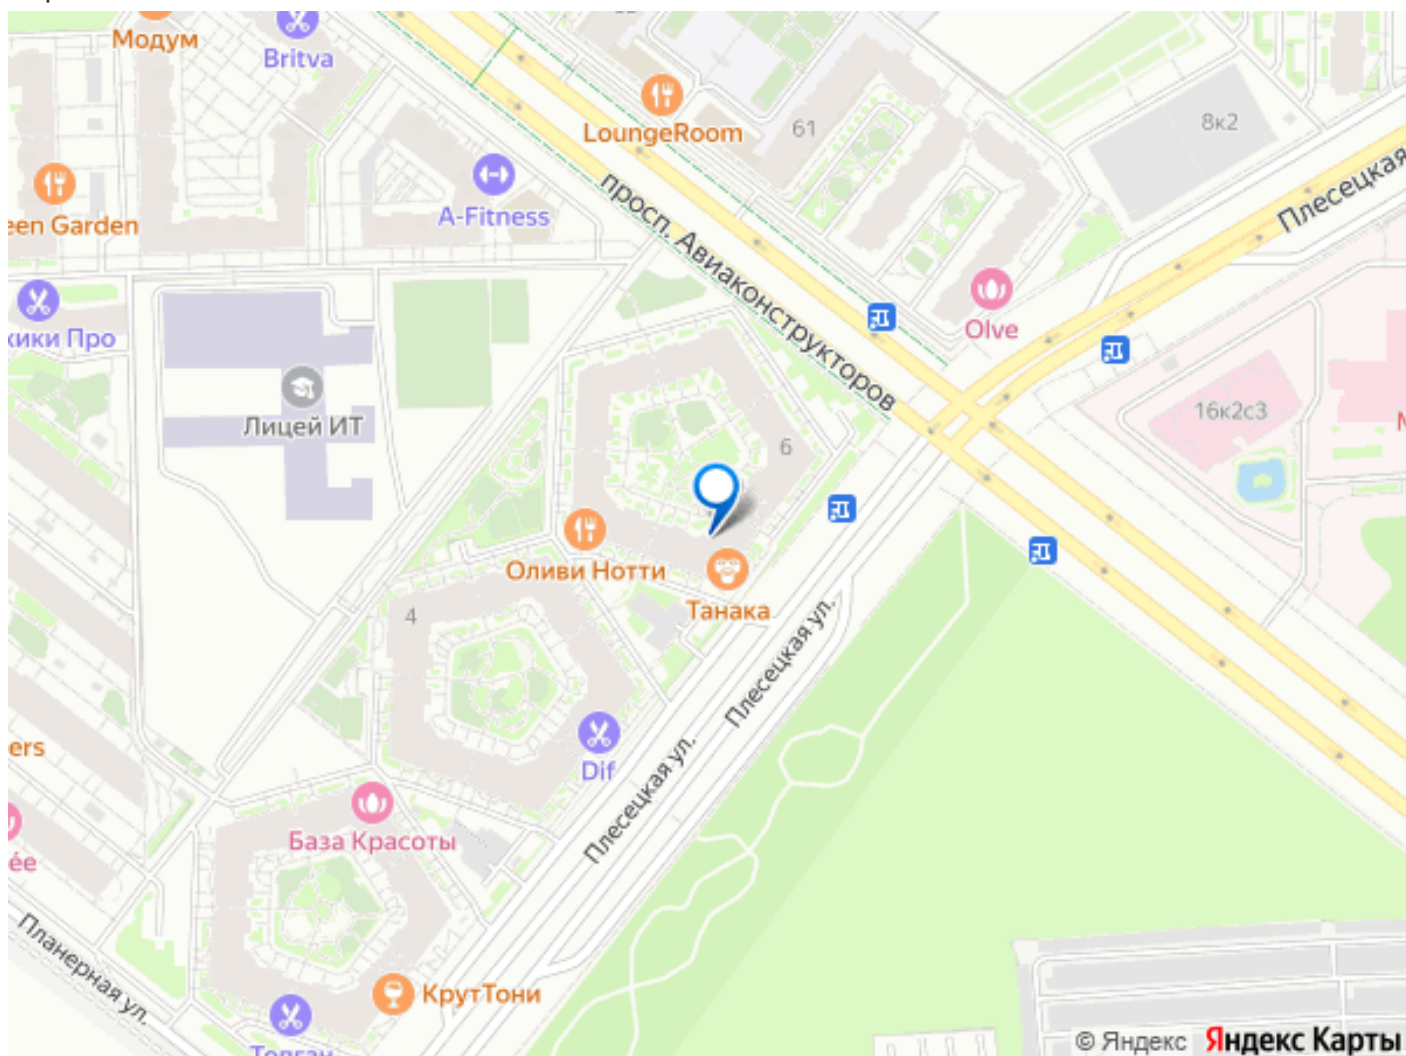 Модум
Britva
LoungeRoom
61
8к2
Плесецкая
een Garden
A-Fitness
просп. Авиаконструкторов
кики Про
Olve
Лицей ИТ
16к2с3
6
Оливи Нотти
Танака
4
Плесецкая ул.
Плесецкая ул.
ers
Dif
База Красоты
ée
Планерная ул.
КрутТони
© Яндекс Яндекс Карты